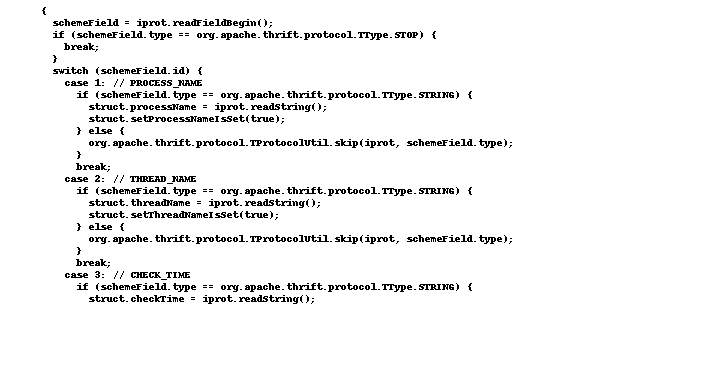 {
schemeField = iprot.readFieldBegin();
if (schemeField.type == org.apache.thrift.protocol.TType.STOP) {
break;
}
switch (schemeField.id) {
case 1: // PROCESS_NAME
if (schemeField.type == org.apache.thrift.protocol.TType.STRING) {
struct.processName = iprot.readString();
struct.setProcessNameIsSet(true);
} else {
org.apache.thrift.protocol.TProtocolUtil.skip(iprot, schemeField.type);
}
break;
case 2: // THREAD_NAME
if (schemeField.type == org.apache.thrift.protocol.TType.STRING) {
struct.threadName = iprot.readString();
struct.setThreadNameIsSet(true);
} else {
org.apache.thrift.protocol.TProtocolUtil.skip(iprot, schemeField.type);
}
break;
case 3: // CHECK_TIME
if (schemeField.type == org.apache.thrift.protocol.TType.STRING) {
struct.checkTime = iprot.readString();